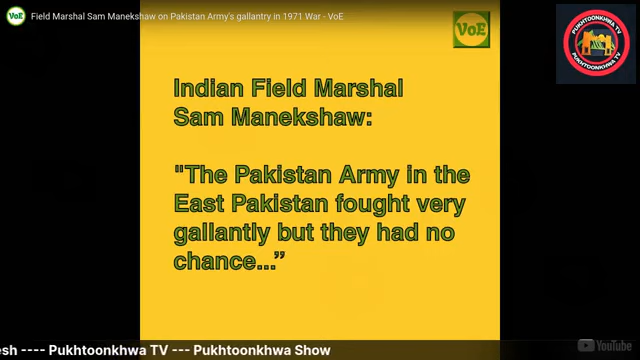 VoE Field Marshal Sam Manekshaw on Pakistan Army's gallantry in 1971 War - VoE
VoE
PUKHTOONKHWA TV
PUKHTOONKHWA TV
Indian Field Marshal
Sam Manekshaw:
"The Pakistan Army in the
East Pakistan fought very
gallantly but they had no
chance...”
esh ---- Pukhtoonkhwa TV --- Pukhtoonkhwa Show
YouTube